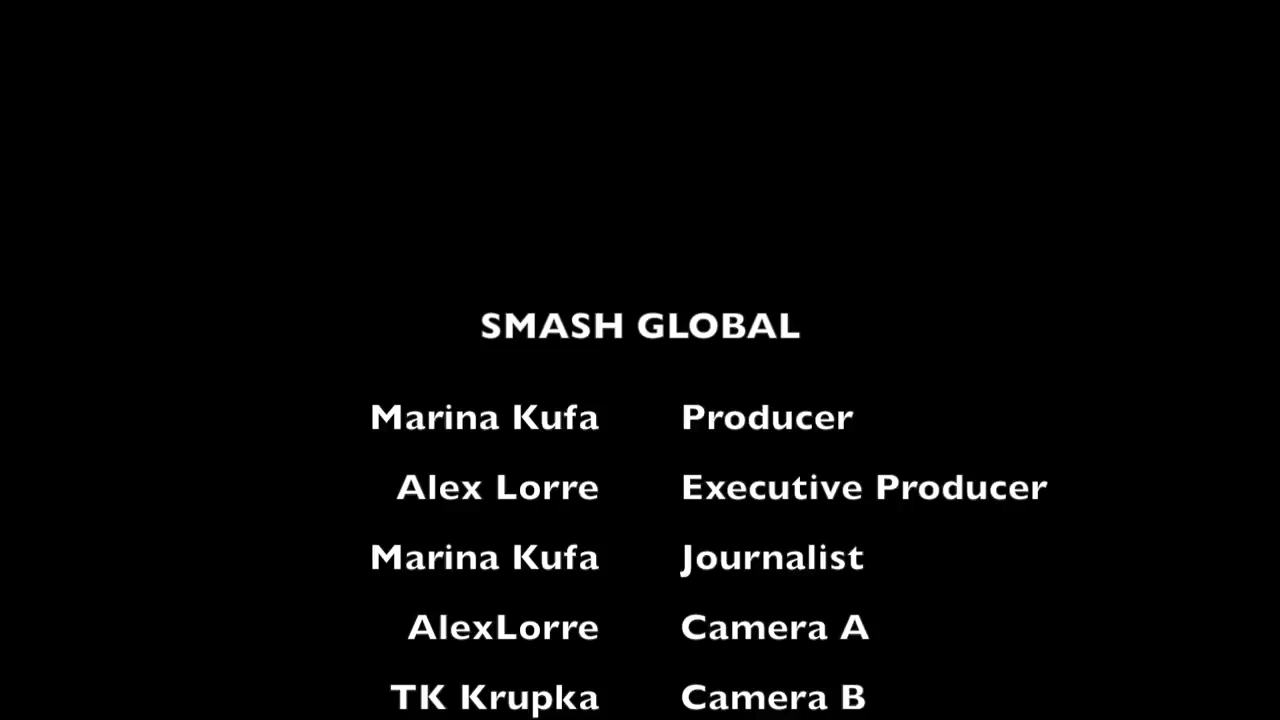 SMASH GLOBAL
Marina Kufa Producer
Alex Lorre Executive Producer
Marina Kufa Journalist
AlexLorre Camera A
TK Krupka Camera B